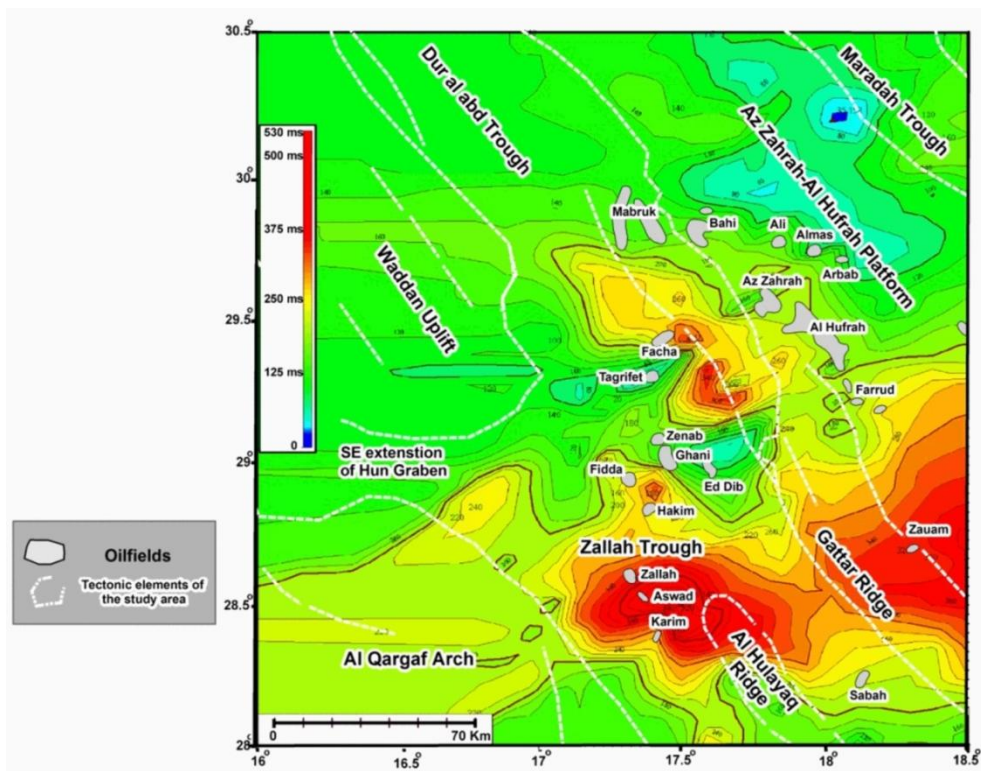 30.5°
30°
29.5°
29°
28.5°
28°
16
16.5°
17°
17.5°
18°
18.5°
530 ms
500 ms
375 ms
250 ms
125 ms
0
Dur al abd Trough
Maradah Trough
Az Zahrah-Al Hufrah Platform
Waddan Uplift
Mabruk
Bahi
Ali
Almas
Arbab
Az Zahrah
Al Hufrah
Facha
Tagrifet
Farrud
SE extenstion
of Hun Graben
Zenab
Ghani
Fidda
Ed Dib
Hakim
Zallah Trough
Zauam
Gattar Ridge
Zallah
Aswad
Karim
Al Qargaf Arch
Al Hulayaq
Ridge
Sabah
0
70 Km
Oilfields
Tectonic elements of
the study area